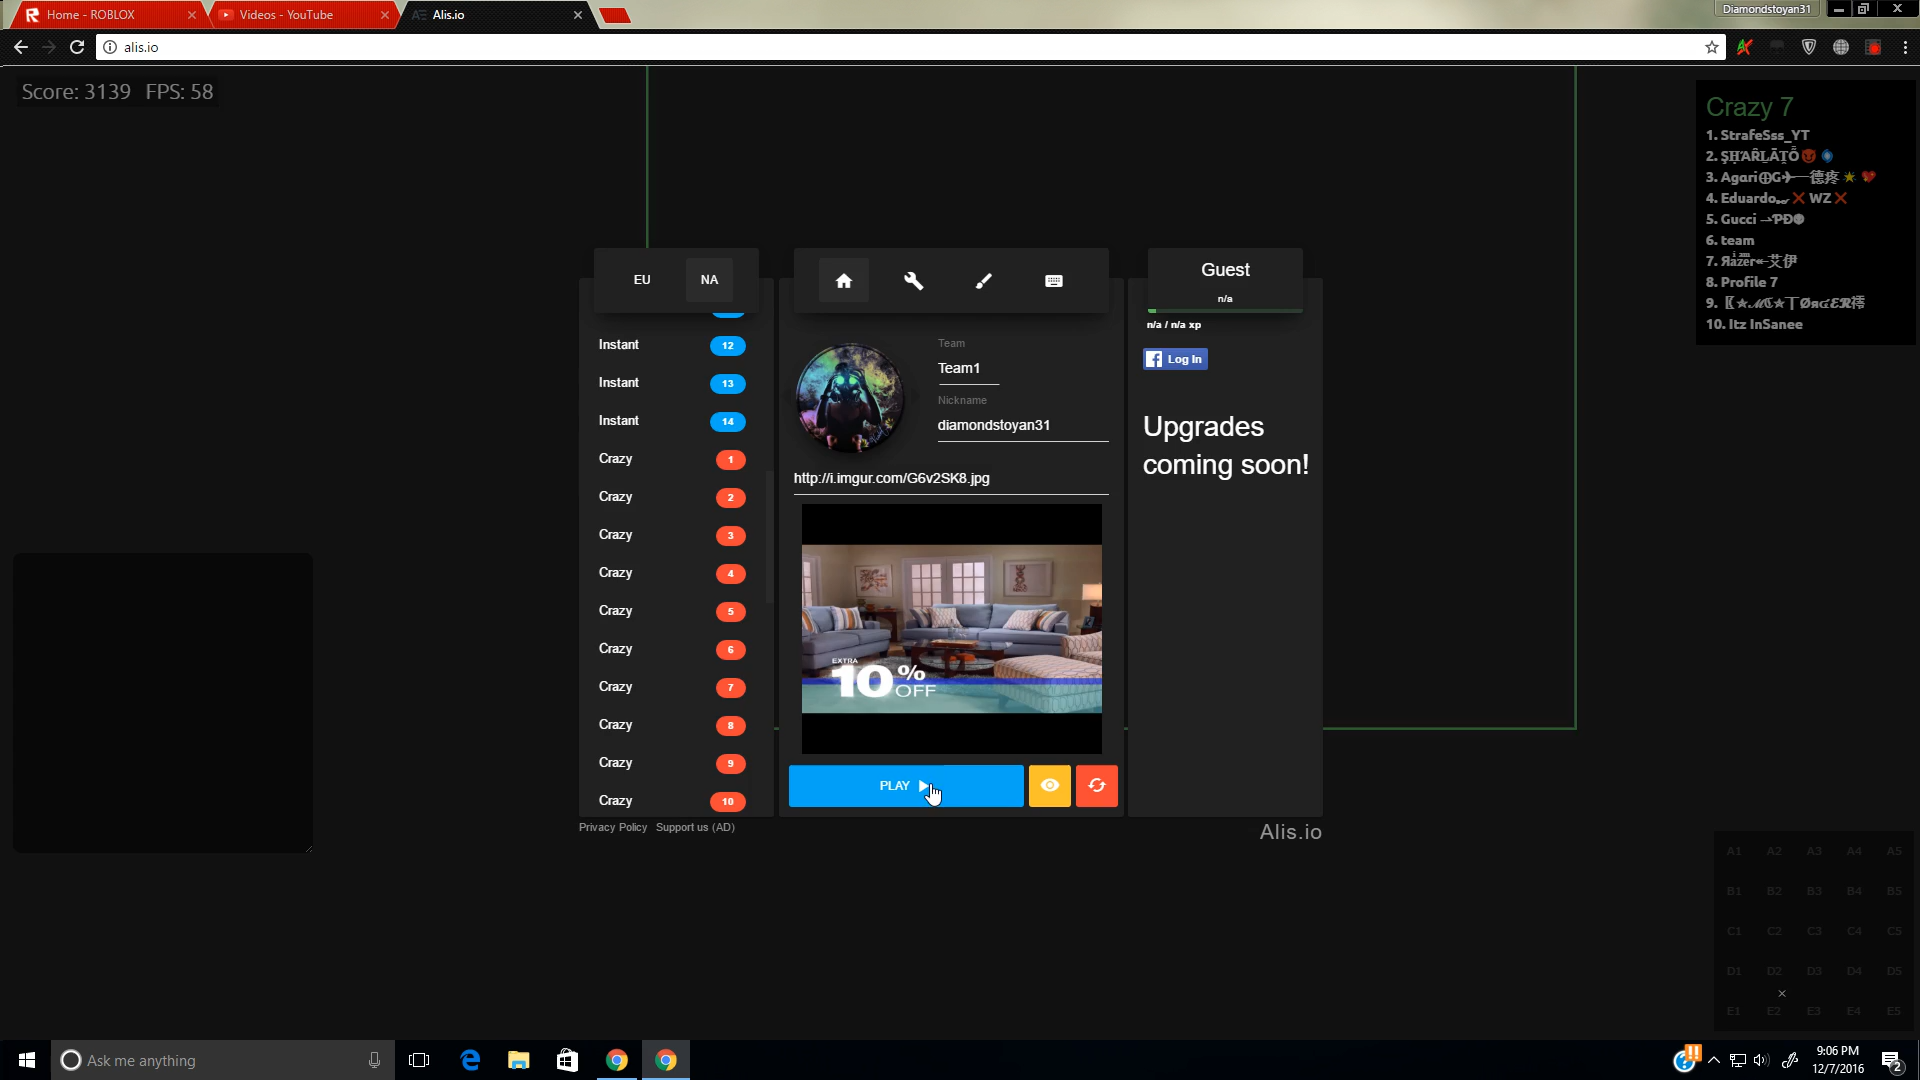 Home - ROBLOX
Videos - YouTube
Alis.io
Diamondstoyan31
alis.io
Score: 3139 FPS: 58
Crazy 7
1. StrafeSss_YT
2.
3.
4. Eduardo WZ
5. Gucci
6. team
7.
8. Profile 7
9.
10. Itz InSanee
EU
NA
Instant 12
Instant 13
Instant 14
Crazy 1
Crazy 2
Crazy 3
Crazy 4
Crazy 5
Crazy 6
Crazy 7
Crazy 8
Crazy 9
Crazy 10
Team
Team1
Nickname
diamondstoyan31
http://i.imgur.com/G6v2SK8.jpg
EXTRA
10% OFF
PLAY
Guest
n/a
n/a / n/a xp
Log In
Upgrades
coming soon!
Privacy Policy Support us (AD)
Alis.io
A1 A2 A3 A4 A5
B1 B2 B3 B4 B5
C1 C2 C3 C4 C5
D1 D2 D3 D4 D5
E1 E2 E3 E4 E5
Ask me anything
9:06 PM
12/7/2016
2